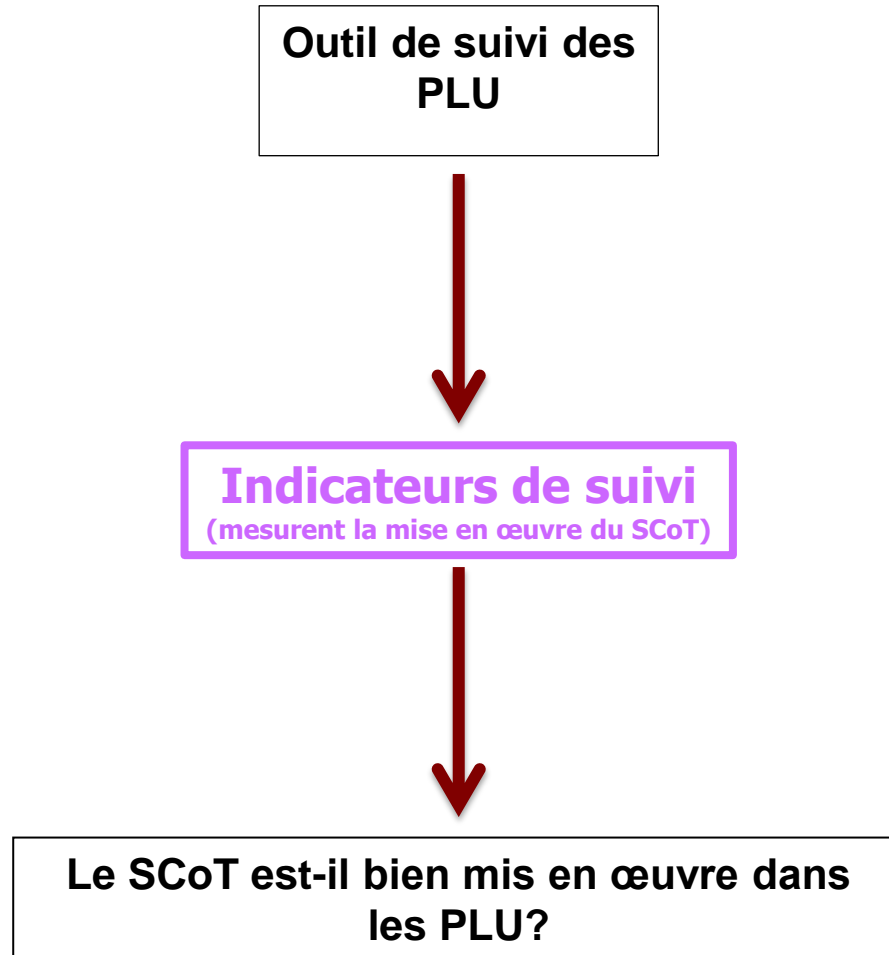 Outil de suivi des
PLU
Indicateurs de suivi
(mesurent la mise en œuvre du SCoT)
Le SCoT est-il bien mis en œuvre dans
les PLU?